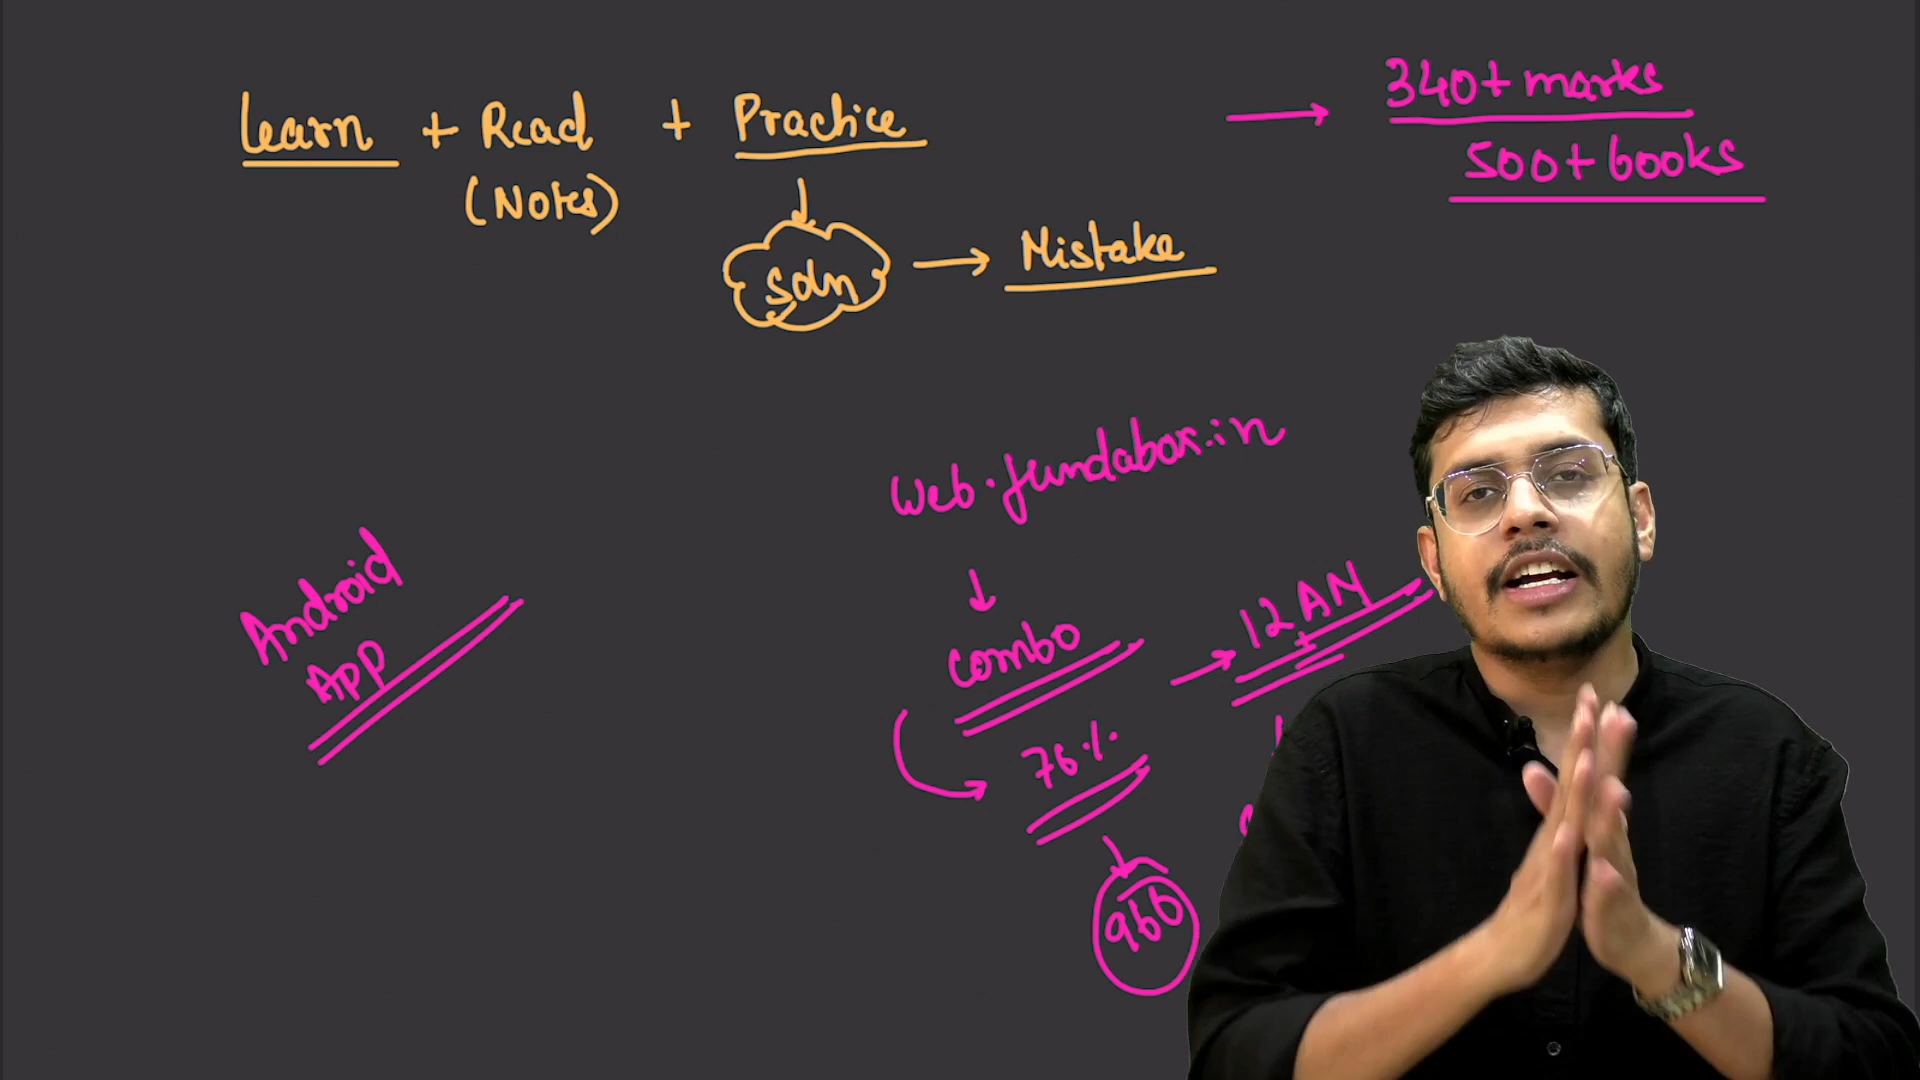 Learn + Read + Practice
(Notes)
soln → Mistake
→ 340+ marks
500+ books
Web.fundabox.in
↓
combo → 12 AM
76%
966
Android
App